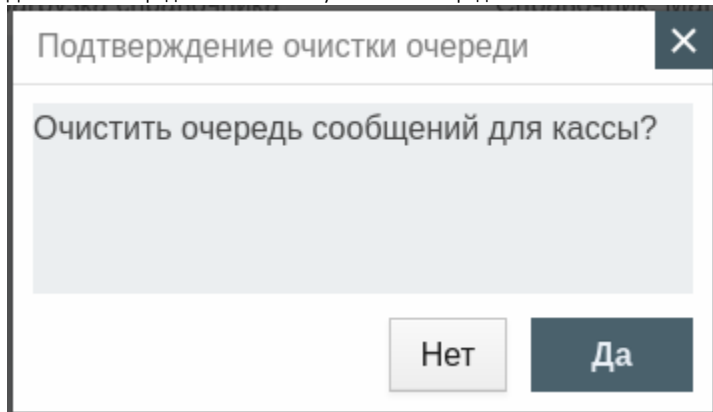 Подтверждение очистки очереди
Очистить очередь сообщений для кассы?
Нет
Да